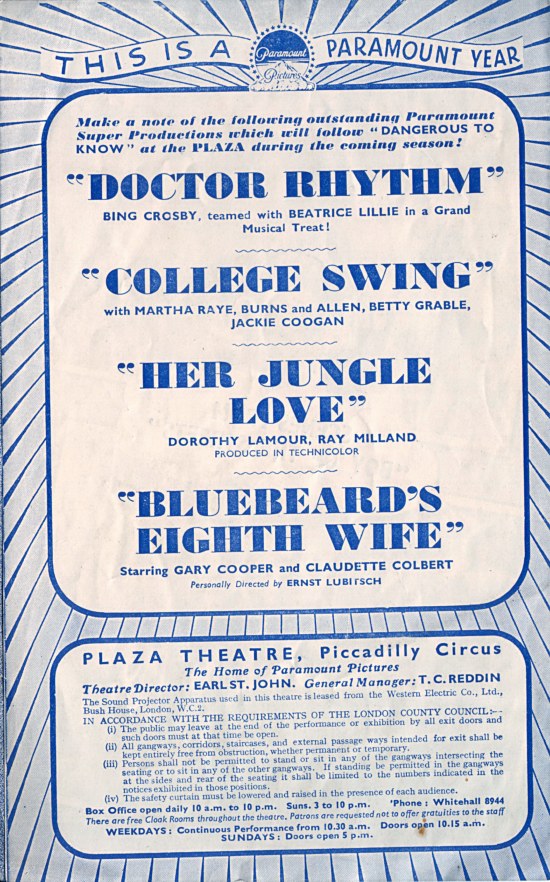 THIS IS A Paramount Pictures PARAMOUNT YEAR
Make a note of the following outstanding Paramount
Super Productions which will follow "DANGEROUS TO
KNOW" at the PLAZA during the coming season!
"DOCTOR RHYTHM"
BING CROSBY, teamed with BEATRICE LILLIE in a Grand
Musical Treat!
"COLLEGE SWING"
with MARTHA RAYE, BURNS and ALLEN, BETTY GRABLE,
JACKIE COOGAN
"HER JUNGLE
LOVE"
DOROTHY LAMOUR, RAY MILLAND
PRODUCED IN TECHNICOLOR
"BLUEBEARD'S
EIGHTH WIFE"
Starring GARY COOPER and CLAUDETTE COLBERT
Personally Directed by ERNST LUBITSCH
PLAZA THEATRE, Piccadilly Circus
The Home of Paramount Pictures
Theatre Director: EARL ST. JOHN. General Manager: T. C. REDDIN
The Sound Projector Apparatus used in this theatre is leased from the Western Electric Co., Ltd.,
Bush House, London, W.C.2.
IN ACCORDANCE WITH THE REQUIREMENTS OF THE LONDON COUNTY COUNCIL:—
(i) The public may leave at the end of the performance or exhibition by all exit doors and
such doors must at that time be open.
(ii) All gangways, corridors, staircases, and external passage ways intended for exit shall be
kept entirely free from obstruction, whether permanent or temporary.
(iii) Persons shall not be permitted to stand or sit in any of the gangways intersecting the
seating or to sit in any of the other gangways. If standing be permitted in the gangways
at the sides and rear of the seating it shall be limited to the numbers indicated in the
notices exhibited in those positions.
(iv) The safety curtain must be lowered and raised in the presence of each audience.
Box Office open daily 10 a.m. to 10 p.m. Suns. 3 to 10 p.m. 'Phone: Whitehall 8944
There are free Cloak Rooms throughout the theatre. Patrons are requested not to offer gratuities to the staff
WEEKDAYS: Continuous Performance from 10.30 a.m. Doors open 10.15 a.m.
SUNDAYS: Doors open 5 p.m.